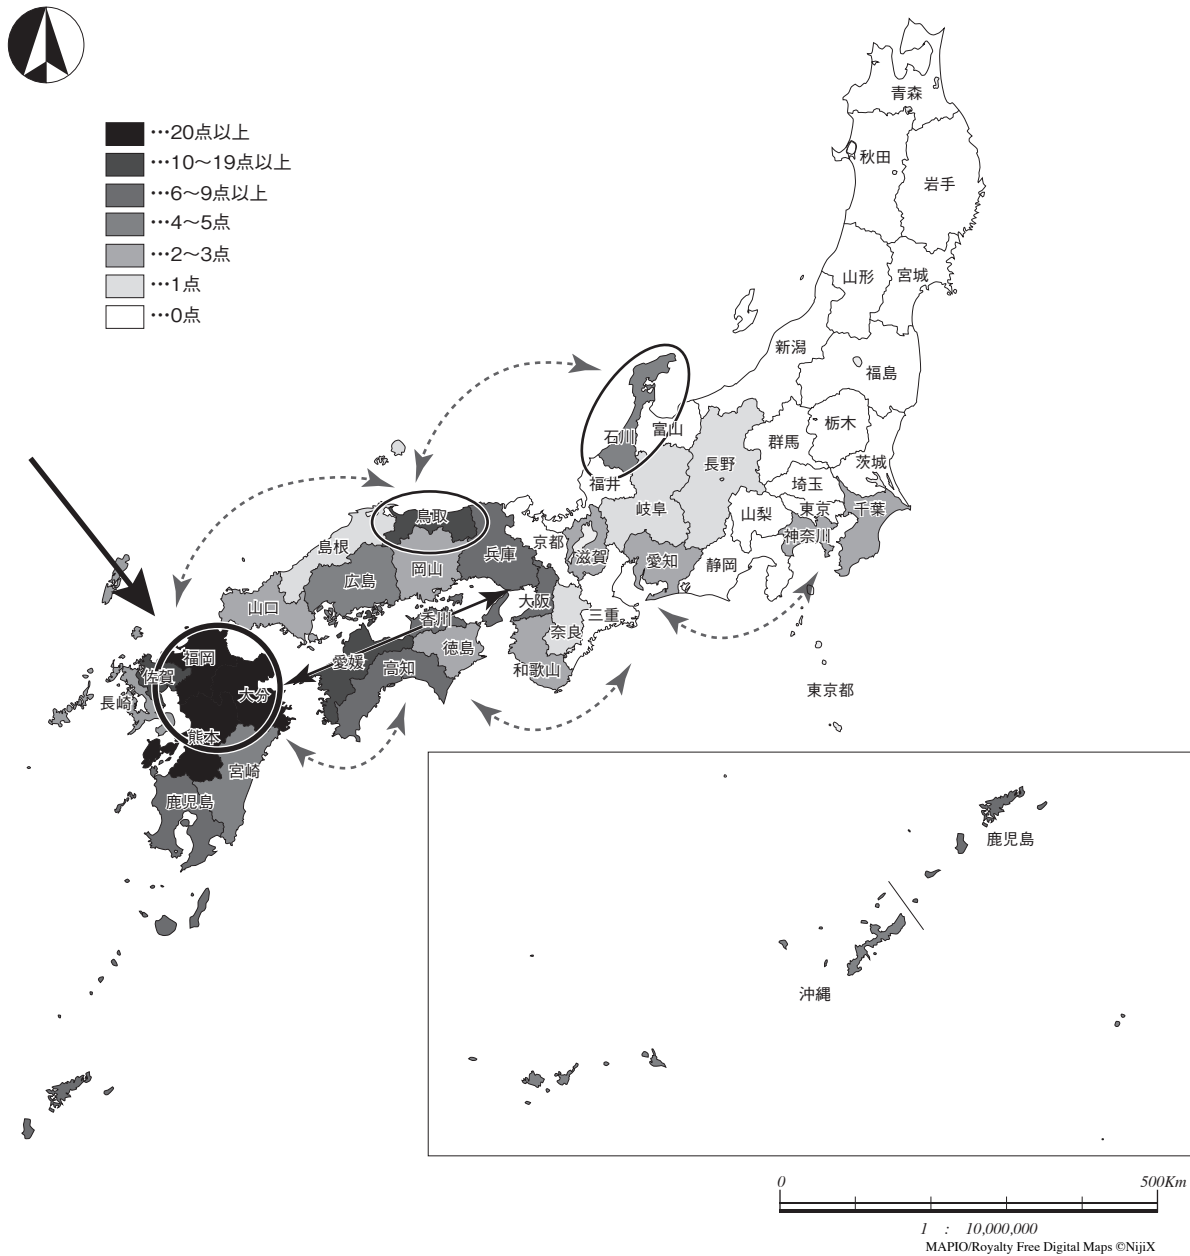 …20点以上
…10〜19点以上
…6〜9点以上
…4〜5点
…2〜3点
…1点
…0点
青森
秋田
岩手
山形
宮城
新潟
福島
栃木
群馬
茨城
富山
石川
長野
埼玉
福井
岐阜
山梨
東京
千葉
神奈川
鳥取
島根
兵庫
京都
滋賀
愛知
静岡
岡山
広島
山口
大阪
三重
奈良
香川
徳島
和歌山
愛媛
高知
福岡
佐賀
長崎
大分
熊本
宮崎
鹿児島
東京都
鹿児島
沖縄
0
500Km
1 : 10,000,000
MAPIO/Royalty Free Digital Maps ©NijiX